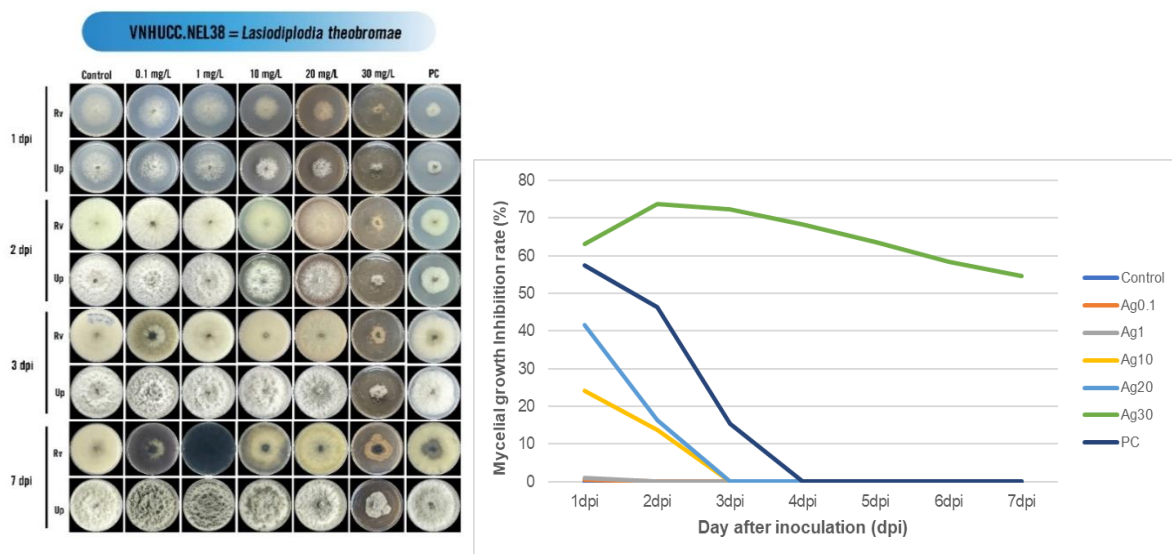 VNHUCC.NEL38 = Lasiodiplodia theobromae
Control 0.1 mg/L 1 mg/L 10 mg/L 20 mg/L 30 mg/L PC
1 dpi
Rv
Up
2 dpi
Rv
Up
3 dpi
Rv
Up
7 dpi
Rv
Up
Mycelial growth Inhibiition rate (%)
80
70
60
50
40
30
20
10
0
1dpi 2dpi 3dpi 4dpi 5dpi 6dpi 7dpi
Day after inoculation (dpi)
Control
Ag0.1
Ag1
Ag10
Ag20
Ag30
PC